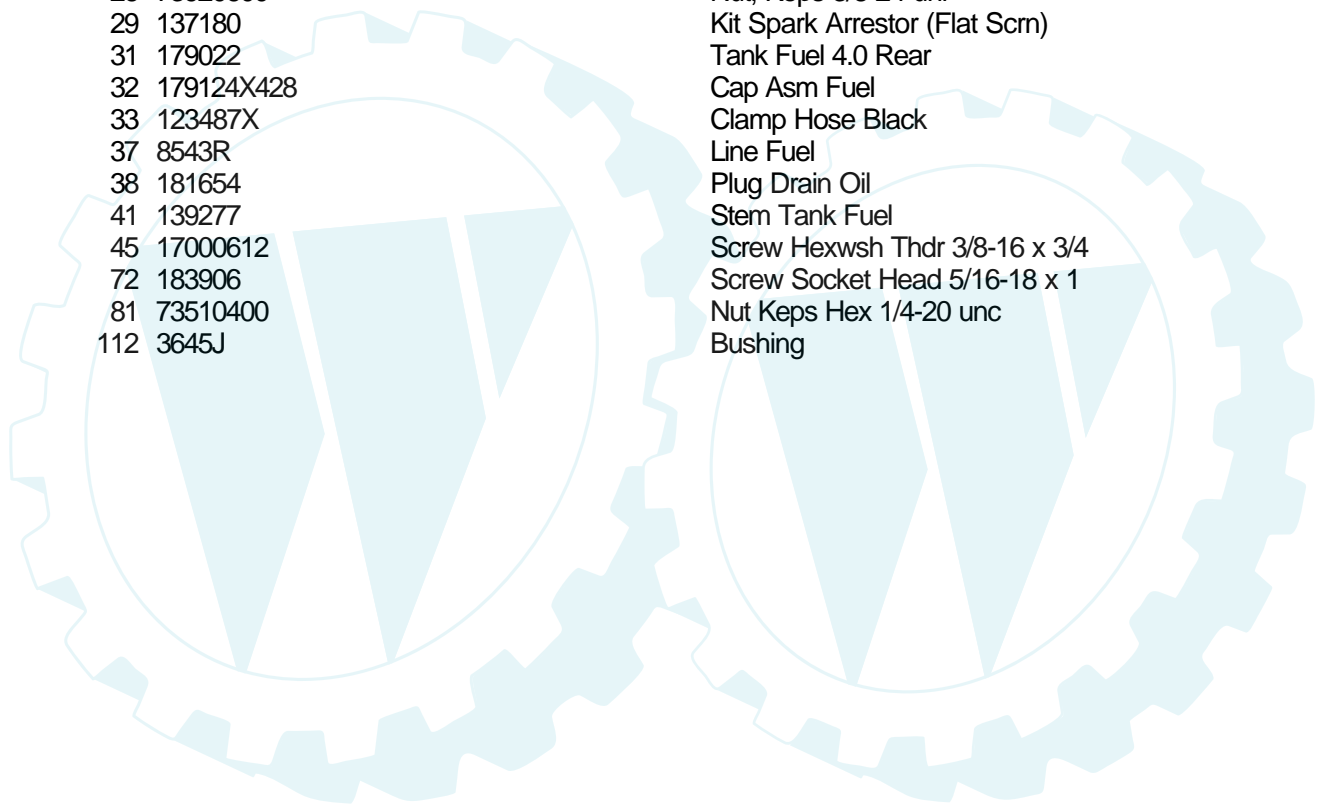 29 137180 Kit Spark Arrestor (Flat Scrn)
31 179022 Tank Fuel 4.0 Rear
32 179124X428 Cap Asm Fuel
33 123487X Clamp Hose Black
37 8543R Line Fuel
38 181654 Plug Drain Oil
41 139277 Stem Tank Fuel
45 17000612 Screw Hexwsh Thdr 3/8-16 x 3/4
72 183906 Screw Socket Head 5/16-18 x 1
81 73510400 Nut Keps Hex 1/4-20 unc
112 3645J Bushing